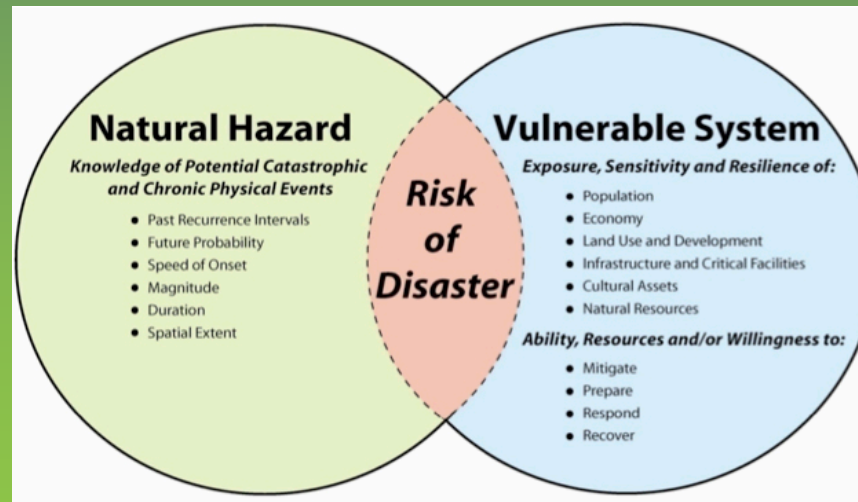 Natural Hazard
Knowledge of Potential Catastrophic
and Chronic Physical Events
● Past Recurrence Intervals
● Future Probability
● Speed of Onset
● Magnitude
● Duration
● Spatial Extent
Risk
of
Disaster
Vulnerable System
Exposure, Sensitivity and Resilience of:
● Population
● Economy
● Land Use and Development
● Infrastructure and Critical Facilities
● Cultural Assets
● Natural Resources
Ability, Resources and/or Willingness to:
● Mitigate
● Prepare
● Respond
● Recover